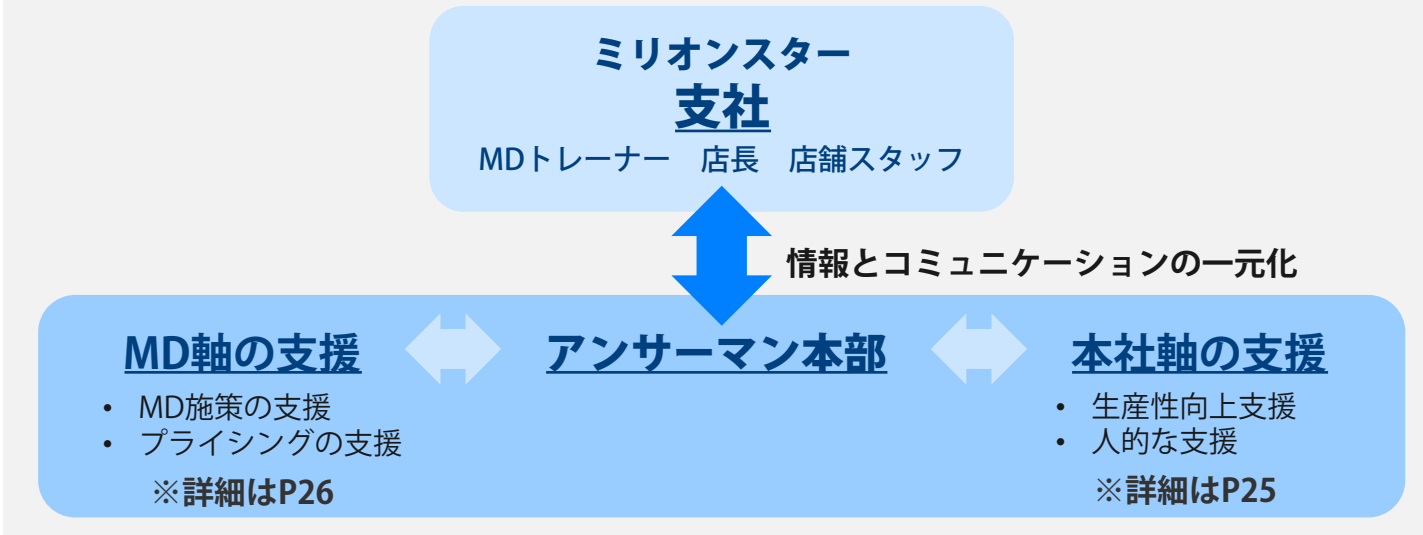 ミリオンスター
支社
MDトレーナー　店長　店舗スタッフ
情報とコミュニケーションの一元化
MD軸の支援
• MD施策の支援
• プライシングの支援
※詳細はP26
アンサーマン本部
本社軸の支援
• 生産性向上支援
• 人的な支援
※詳細はP25